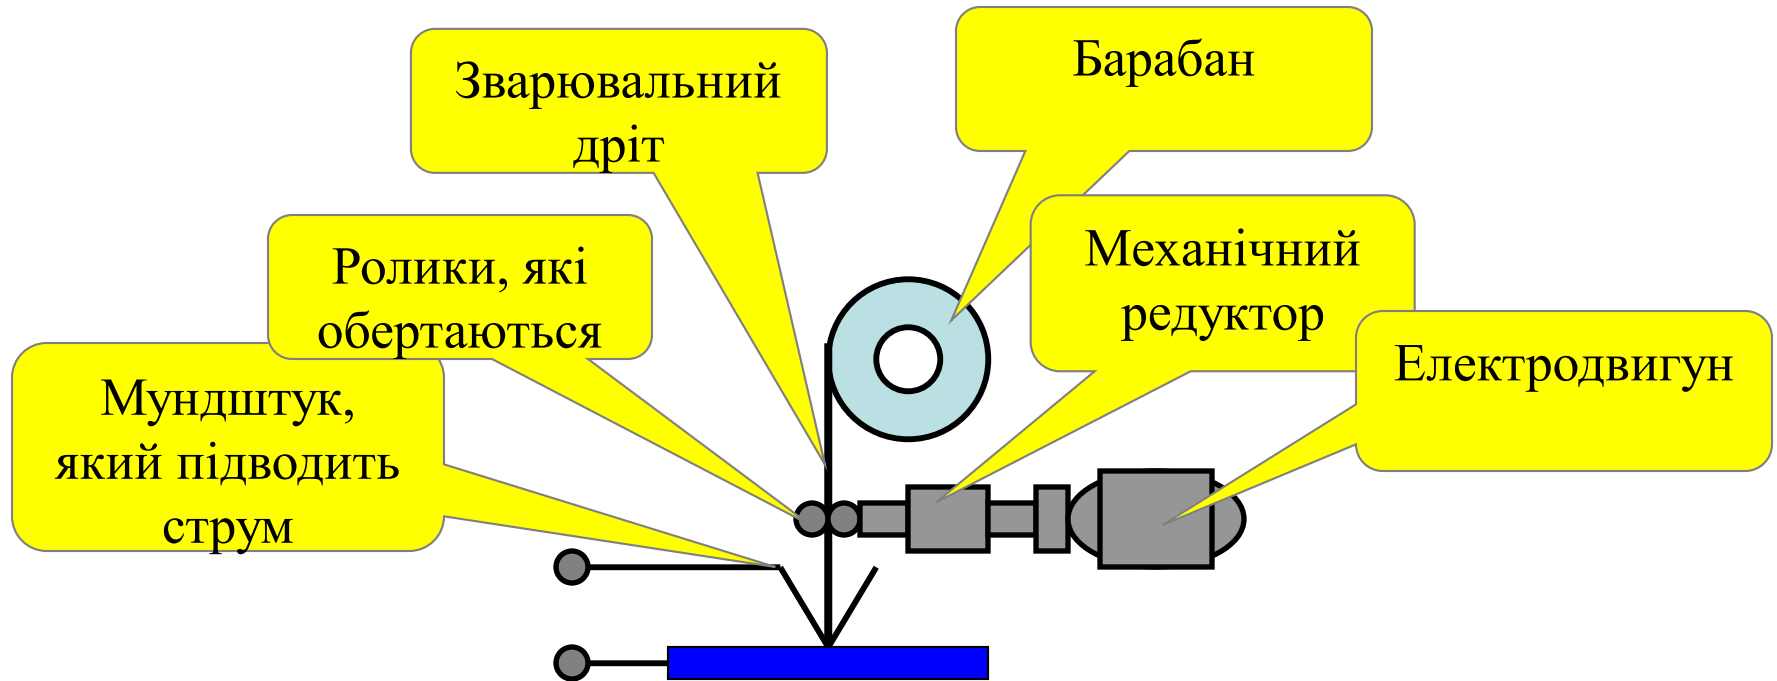 Зварювальний
дріт
Барабан
Ролики, які
обертаються
Механічний
редуктор
Мундштук,
який підводить
струм
Електродвигун